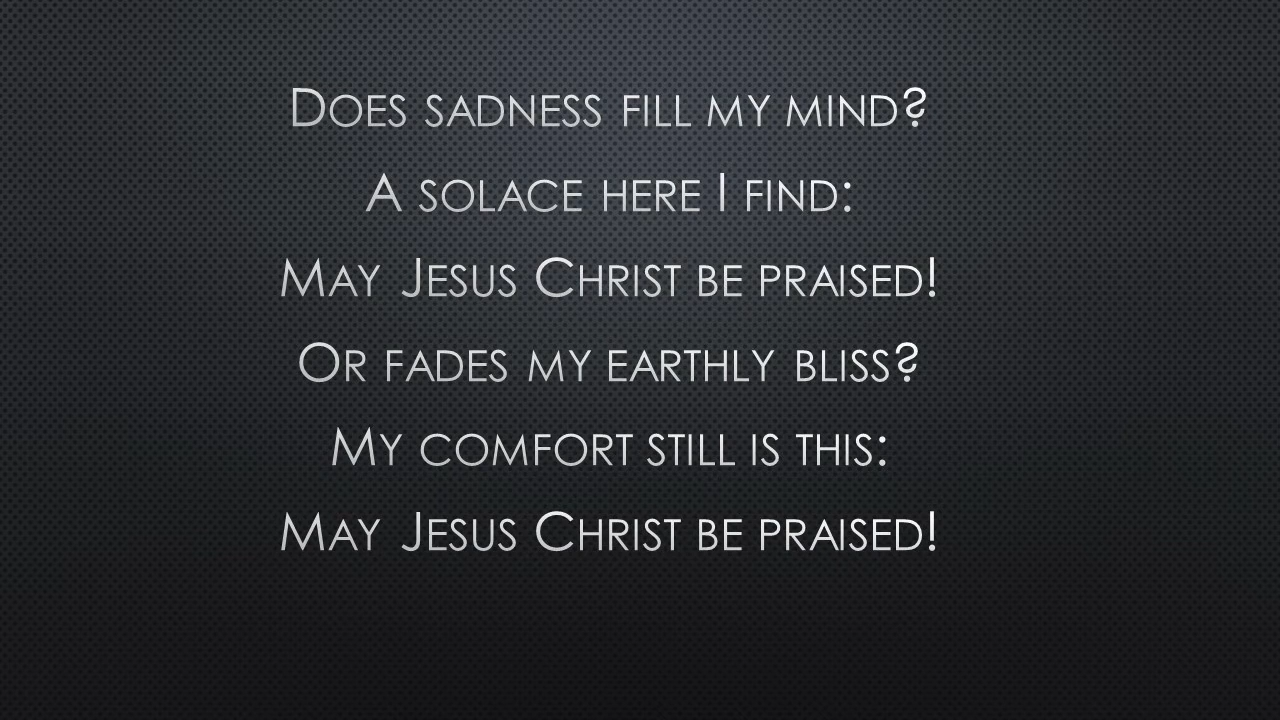 Does sadness fill my mind?
A solace here I find:
May Jesus Christ be praised!
Or fades my earthly bliss?
My comfort still is this:
May Jesus Christ be praised!